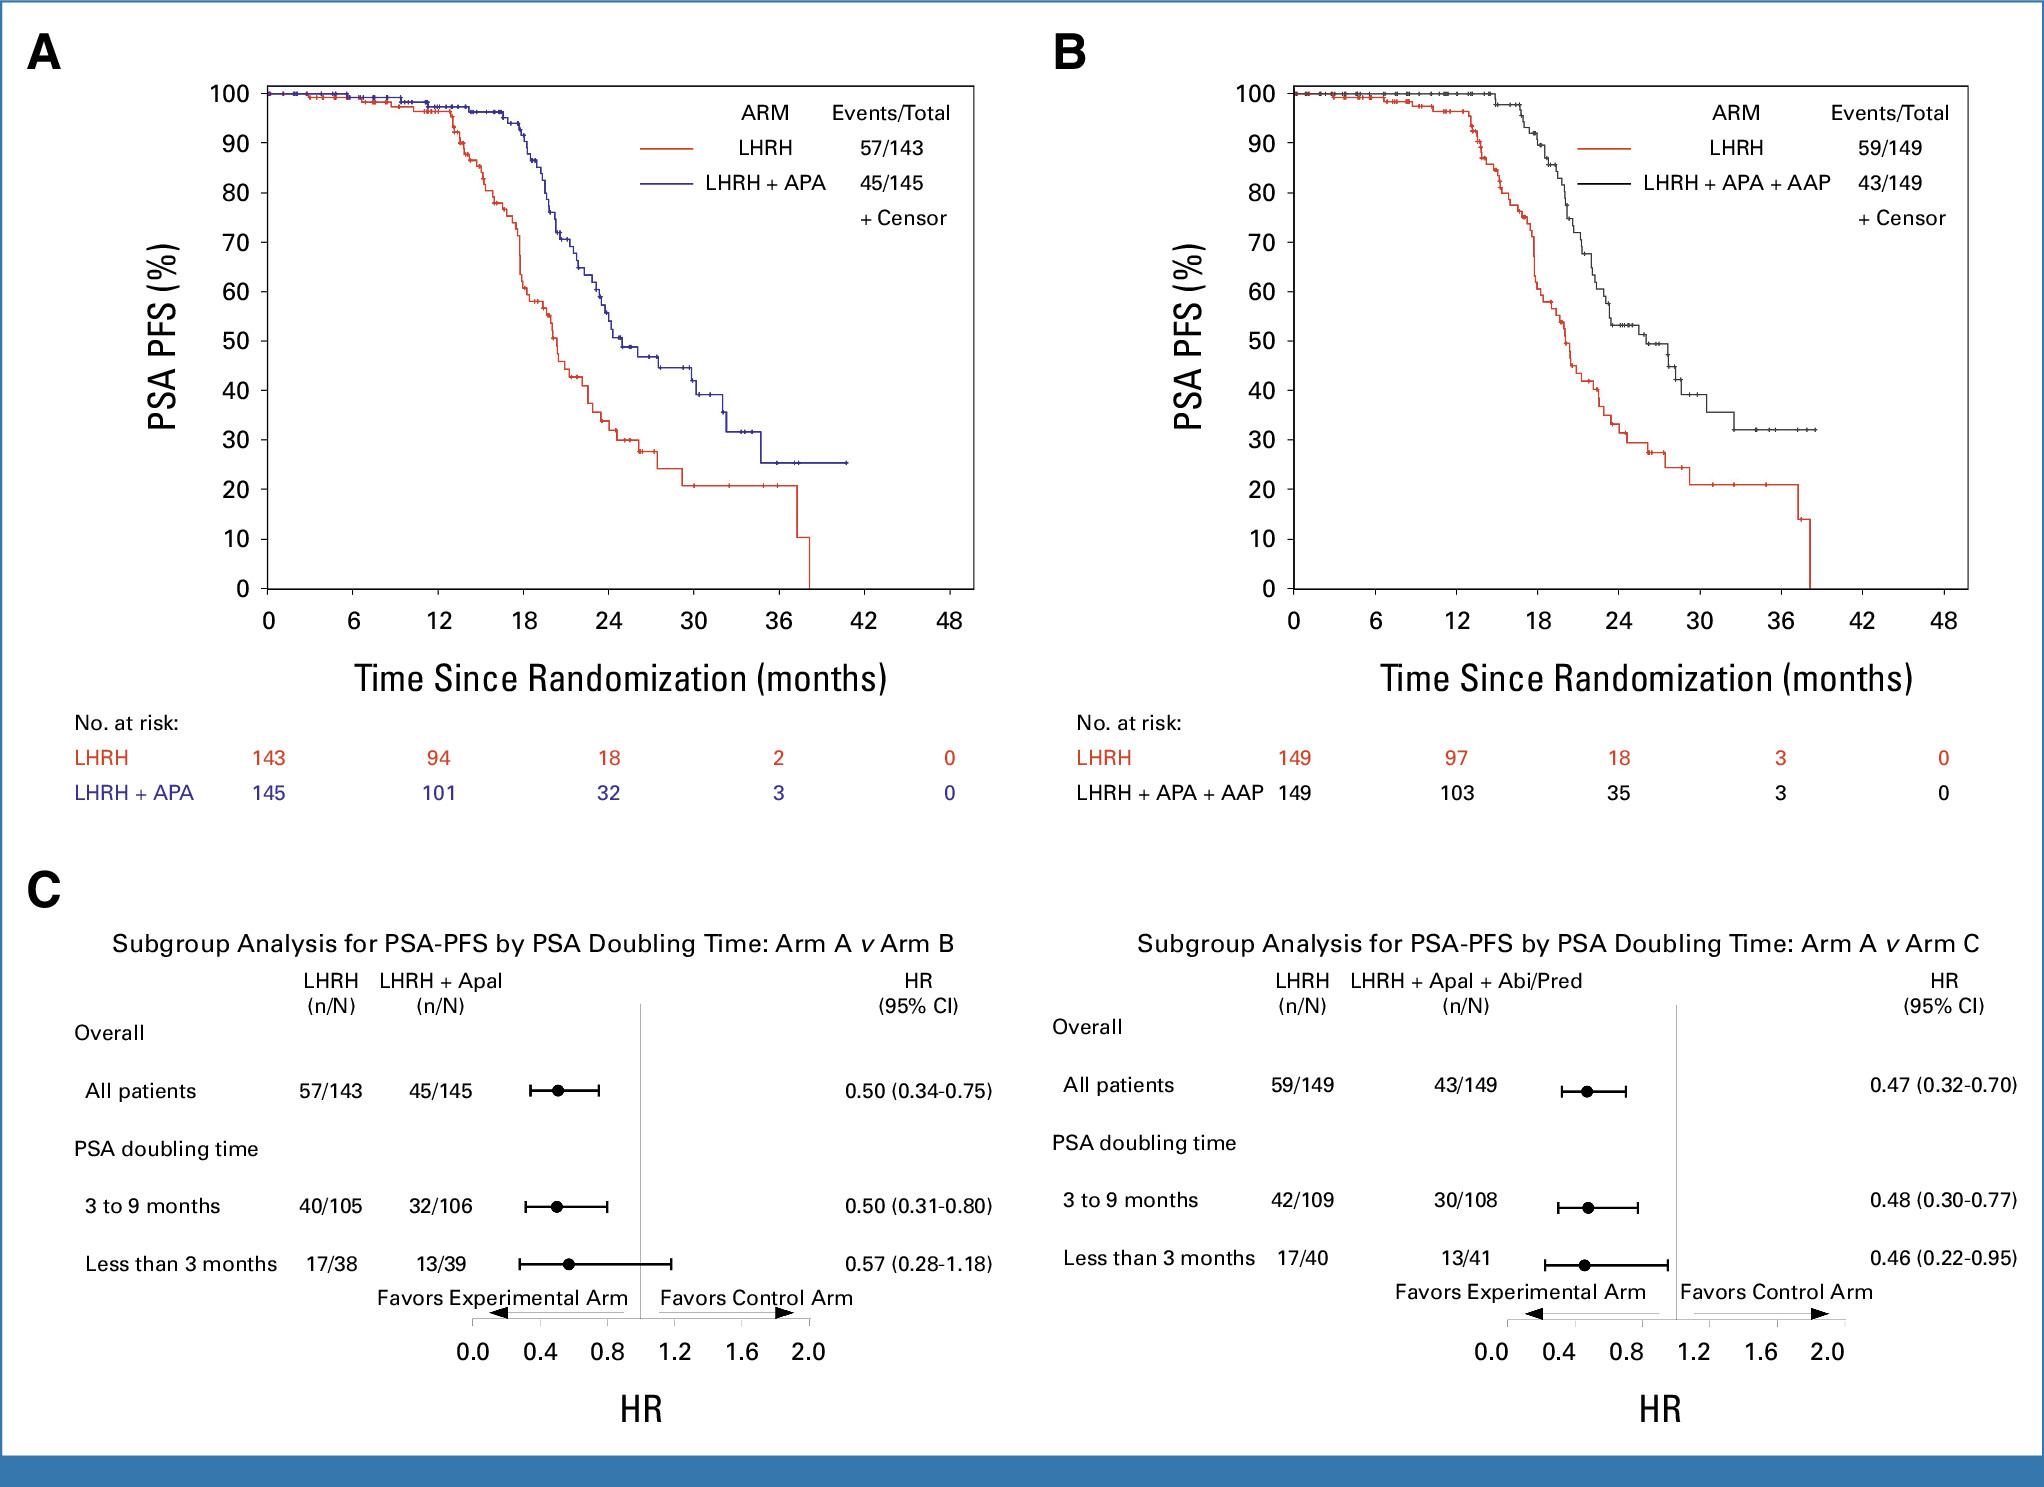 A
100
90
80
70
60
50
40
30
20
10
0
PSA PFS (%)
ARM Events/Total
LHRH 57/143
LHRH + APA 45/145
+ Censor
0 6 12 18 24 30 36 42 48
Time Since Randomization (months)
No. at risk:
LHRH 143 94 18 2 0
LHRH + APA 145 101 32 3 0
B
100
90
80
70
60
50
40
30
20
10
0
PSA PFS (%)
ARM Events/Total
LHRH 59/149
LHRH + APA + AAP 43/149
+ Censor
0 6 12 18 24 30 36 42 48
Time Since Randomization (months)
No. at risk:
LHRH 149 97 18 3 0
LHRH + APA + AAP 149 103 35 3 0
C
Subgroup Analysis for PSA-PFS by PSA Doubling Time: Arm A v Arm B
LHRH LHRH + Apal HR
(n/N) (n/N) (95% CI)
Overall
All patients 57/143 45/145 0.50 (0.34-0.75)
PSA doubling time
3 to 9 months 40/105 32/106 0.50 (0.31-0.80)
Less than 3 months 17/38 13/39 0.57 (0.28-1.18)
Favors Experimental Arm Favors Control Arm
0.0 0.4 0.8 1.2 1.6 2.0
HR
Subgroup Analysis for PSA-PFS by PSA Doubling Time: Arm A v Arm C
LHRH LHRH + Apal + Abi/Pred HR
(n/N) (n/N) (95% CI)
Overall
All patients 59/149 43/149 0.47 (0.32-0.70)
PSA doubling time
3 to 9 months 42/109 30/108 0.48 (0.30-0.77)
Less than 3 months 17/40 13/41 0.46 (0.22-0.95)
Favors Experimental Arm Favors Control Arm
0.0 0.4 0.8 1.2 1.6 2.0
HR